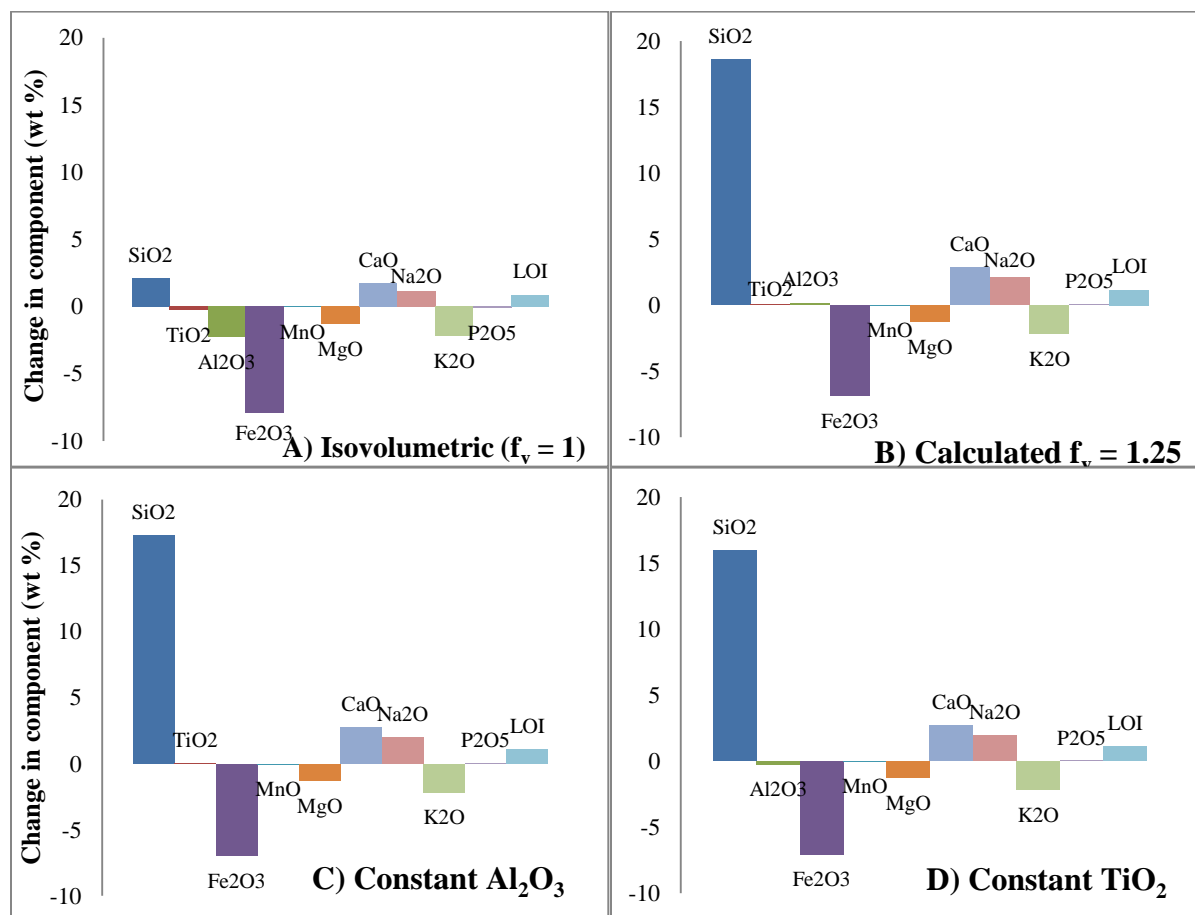 Change in component (wt %)
20
15
10
5
0
-5
-10
SiO2
TiO2
Al2O3
Fe2O3
MnO
MgO
CaO
Na2O
K2O
P2O5
LOI
A) Isovolumetric (fv = 1)
20
15
10
5
0
-5
-10
SiO2
TiO2
Al2O3
Fe2O3
MnO
MgO
CaO
Na2O
K2O
P2O5
LOI
B) Calculated fv = 1.25
Change in component (wt %)
20
15
10
5
0
-5
-10
SiO2
TiO2
Fe2O3
MnO
MgO
CaO
Na2O
K2O
P2O5
LOI
C) Constant Al2O3
20
15
10
5
0
-5
-10
SiO2
Al2O3
Fe2O3
MnO
MgO
CaO
Na2O
K2O
P2O5
LOI
D) Constant TiO2